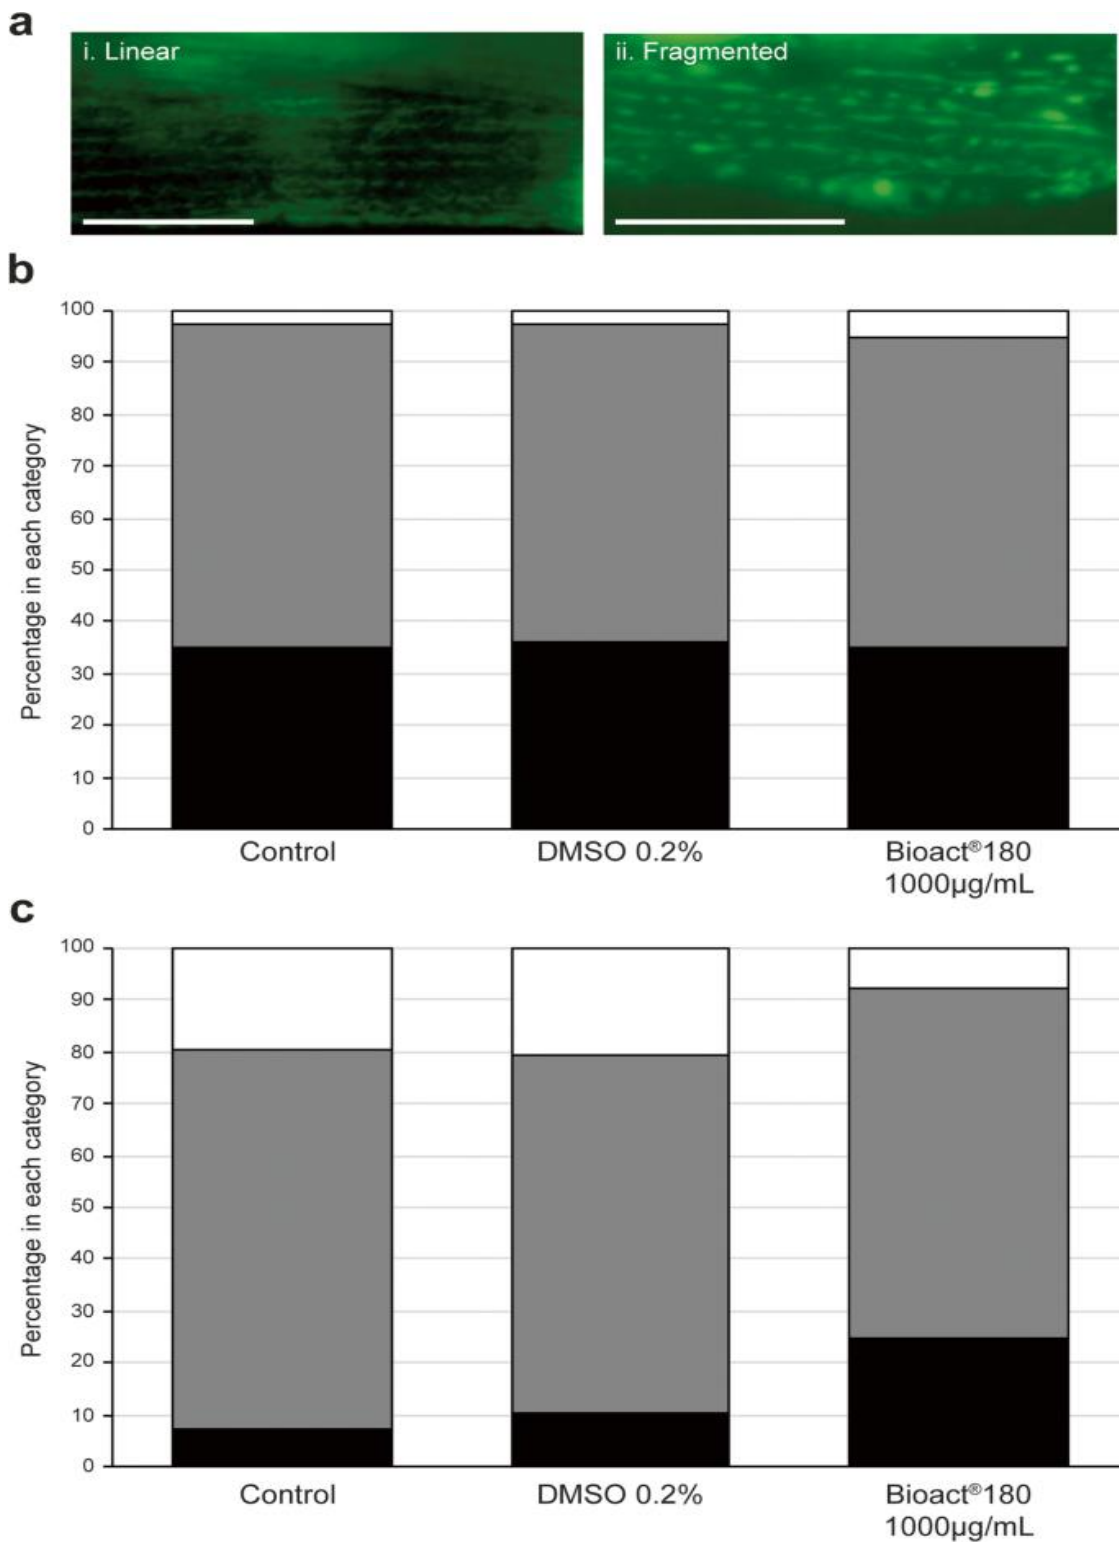 a
i. Linear
ii. Fragmented
b
Percentage in each category
100
90
80
70
60
50
40
30
20
10
0
Control
DMSO 0.2%
Bioact®180
1000µg/mL
c
Percentage in each category
100
90
80
70
60
50
40
30
20
10
0
Control
DMSO 0.2%
Bioact®180
1000µg/mL